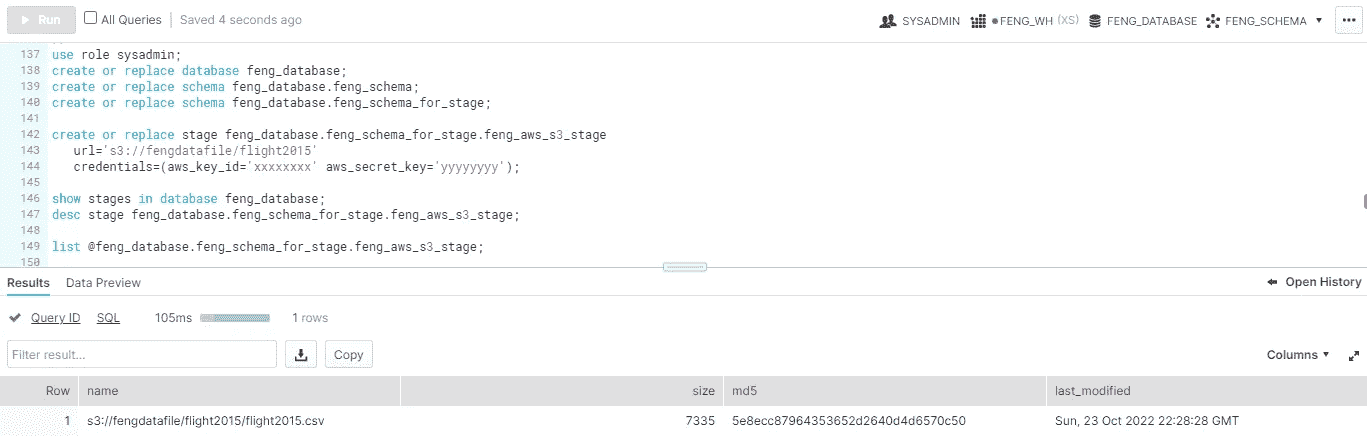 Run All Queries Saved 4 seconds ago SYSADMIN FENG_WH (XS) FENG_DATABASE FENG_SCHEMA
137 use role sysadmin;
138 create or replace database feng_database;
139 create or replace schema feng_database.feng_schema;
140 create or replace schema feng_database.feng_schema_for_stage;
141
142 create or replace stage feng_database.feng_schema_for_stage.feng_aws_s3_stage
143 url='s3://fengdatafile/flight2015'
144 credentials=(aws_key_id='xxxxxxxx' aws_secret_key='yyyyyyyy');
145
146 show stages in database feng_database;
147 desc stage feng_database.feng_schema_for_stage.feng_aws_s3_stage;
148
149 list @feng_database.feng_schema_for_stage.feng_aws_s3_stage;
150
Results Data Preview Open History
Query ID SQL 105ms 1 rows
Filter result... Copy Columns
Row name size md5 last_modified
1 s3://fengdatafile/flight2015/flight2015.csv 7335 5e8ecc87964353652d2640d4d6570c50 Sun, 23 Oct 2022 22:28:28 GMT